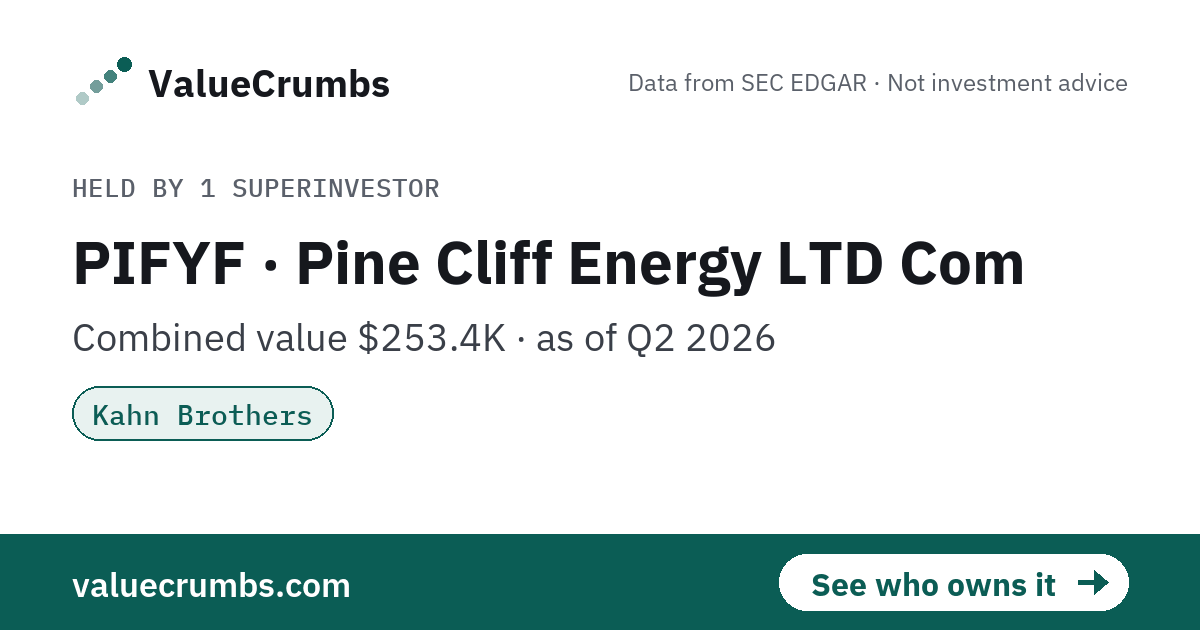 ValueCrumbs
Data from SEC EDGAR · Not investment advice
HELD BY 1 SUPERINVESTOR
PIFYF · Pine Cliff Energy LTD Com
Combined value $253.4K · as of Q2 2026
Kahn Brothers
valuecrumbs.com
See who owns it →